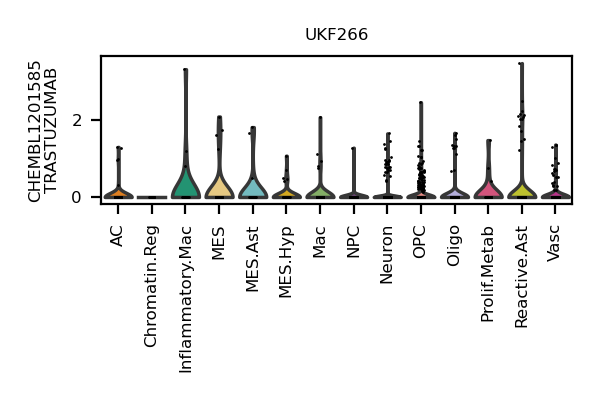 UKF266
CHEMBL1201585
TRASTUZUMAB
2
0
AC
Chromatin.Reg
Inflammatory.Mac
MES
MES.Ast
MES.Hyp
Mac
NPC
Neuron
OPC
Oligo
Prolif.Metab
Reactive.Ast
Vasc